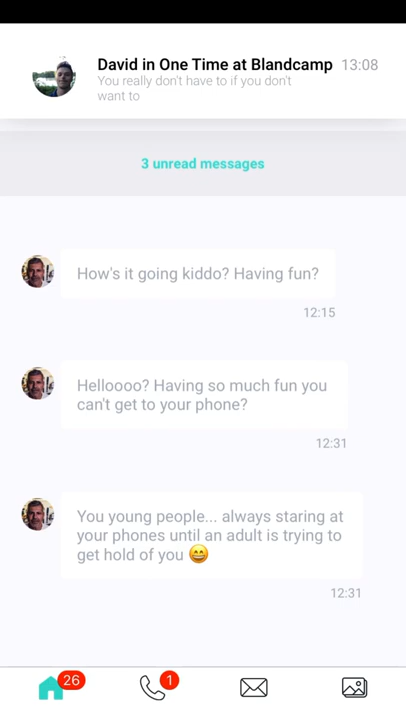 David in One Time at Blandcamp 13:08
You really don't have to if you don't
want to
3 unread messages
How's it going kiddo? Having fun?
12:15
Helloooo? Having so much fun you
can't get to your phone?
12:31
You young people... always staring at
your phones until an adult is trying to
get hold of you 😄
12:31
26 1